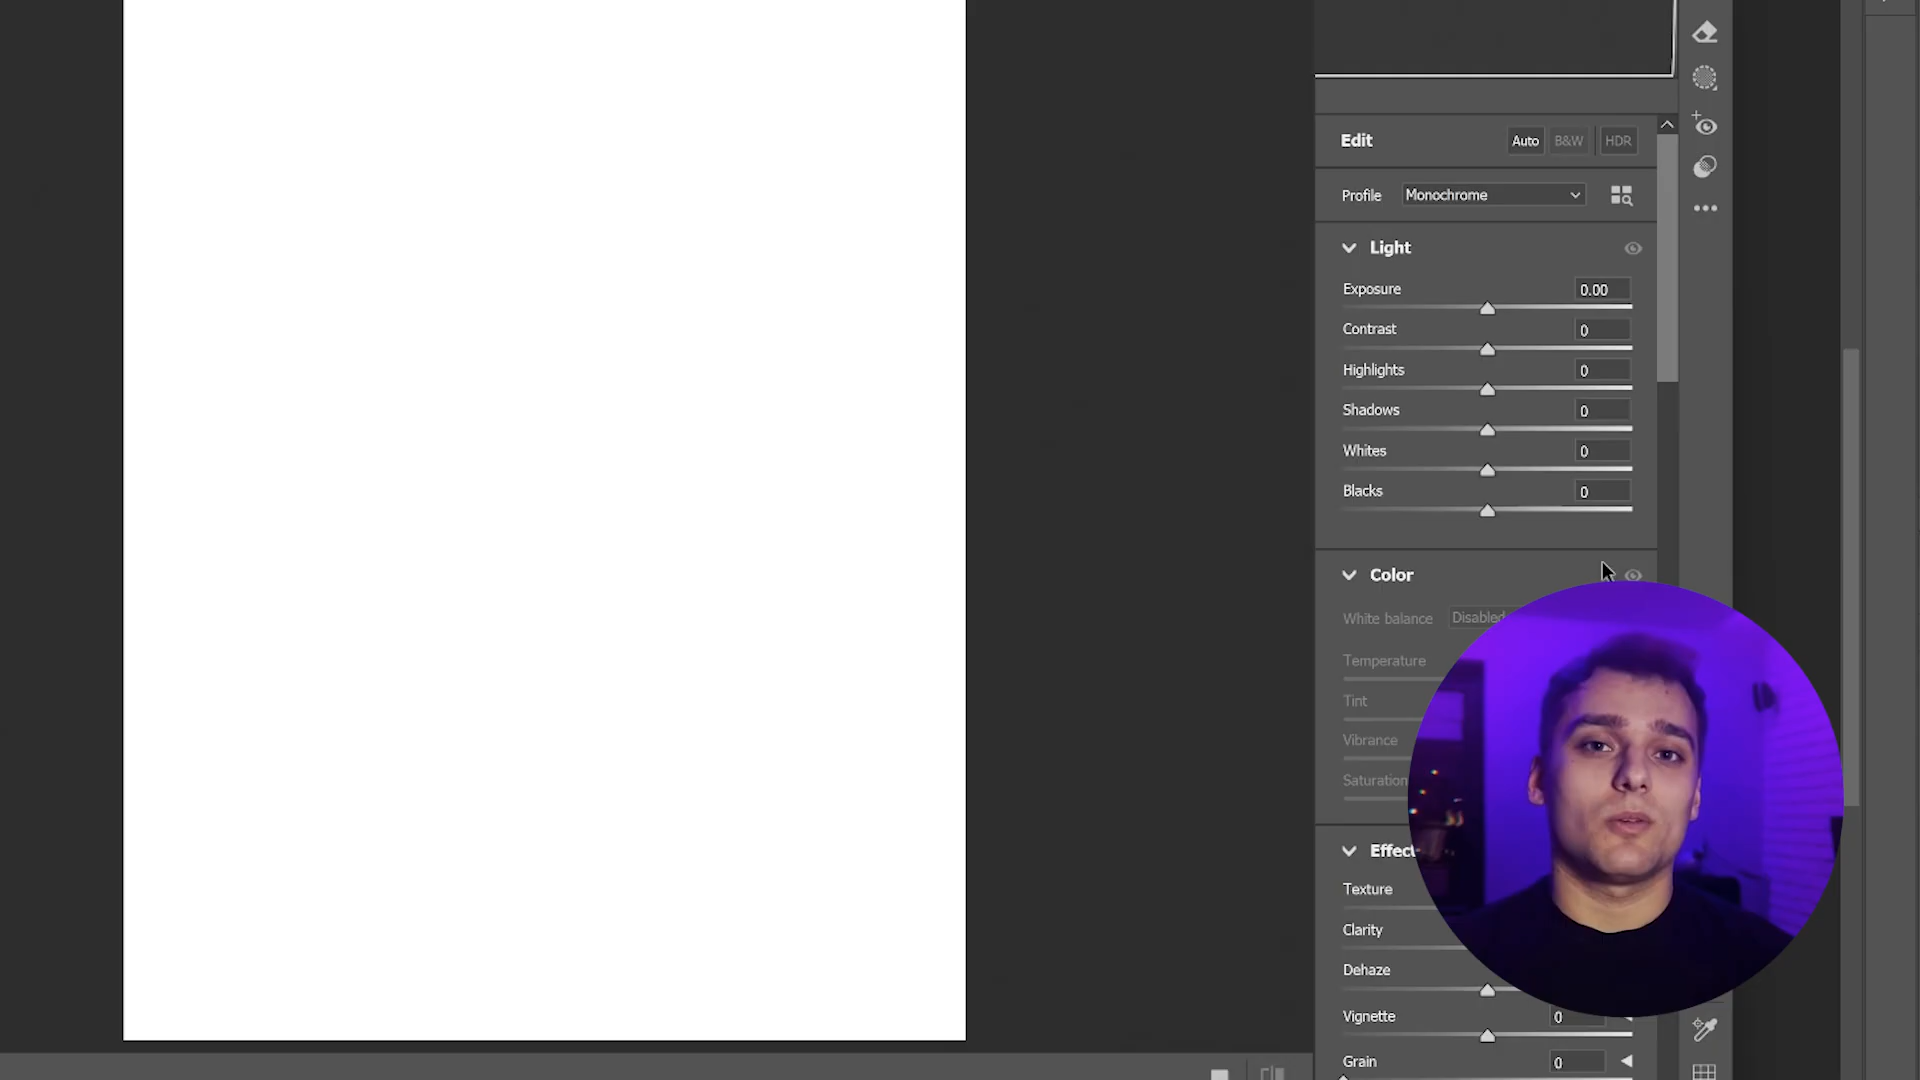 Edit Auto B&W HDR
Profile Monochrome
Light
Exposure 0.00
Contrast 0
Highlights 0
Shadows 0
Whites 0
Blacks 0
Color
White balance Disabled
Temperature
Tint
Vibrance
Saturation
Effect
Texture
Clarity
Dehaze
Vignette 0
Grain 0